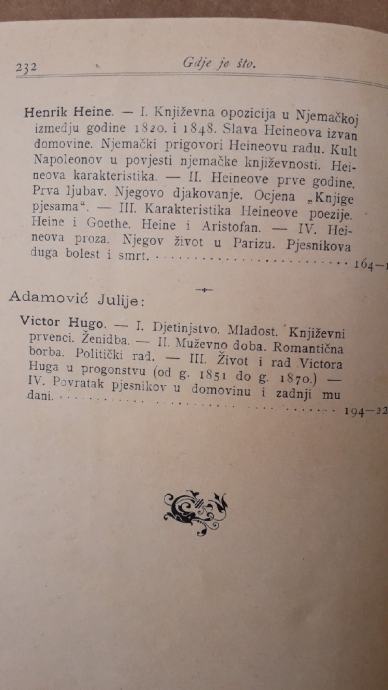 232 Gdje je što.
Henrik Heine. — I. Književna opozicija u Njemačkoj
izmedju godine 1820. i 1848. Slava Heineova izvan
domovine. Njemački prigovori Heineovu radu. Kult
Napoleonov u povjesti njemačke književnosti. Hei-
neova karakteristika. — II. Heineove prve godine.
Prva ljubav. Njegovo djakovanje. Ocjena „Knjige
pjesama“. — III. Karakteristika Heineove poezije.
Heine i Goethe. Heine i Aristofan. — IV. Hei-
neova proza. Njegov život u Parizu. Pjesnikova
duga bolest i smrt. . . . . . . . . . . . . . . . . . 164—1
Adamović Julije:
Victor Hugo. — I. Djetinjstvo. Mladost. Književni
prvenci. Ženidba. — II. Muževno doba. Romantična
borba. Politički rad. — III. Život i rad Victora
Huga u progonstvu (od g. 1851 do g. 1870.) —
IV. Povratak pjesnikov u domovinu i zadnji mu
dani. . . . . . . . . . . . . . . . . . . . . . . . . 194—22